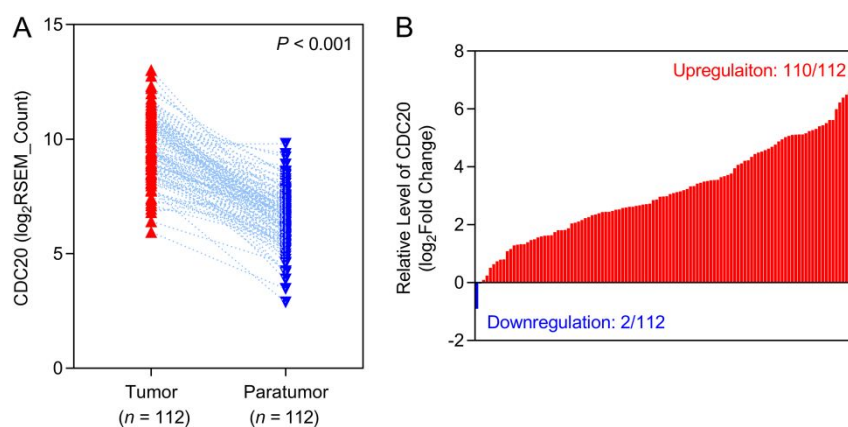 A
P < 0.001
15
10
5
0
CDC20 (log₂RSEM_Count)
Tumor
Paratumor
(n = 112)
(n = 112)
B
8
6
4
2
0
-2
Relative Level of CDC20
(log₂Fold Change)
Upregulaiton: 110/112
Downregulation: 2/112